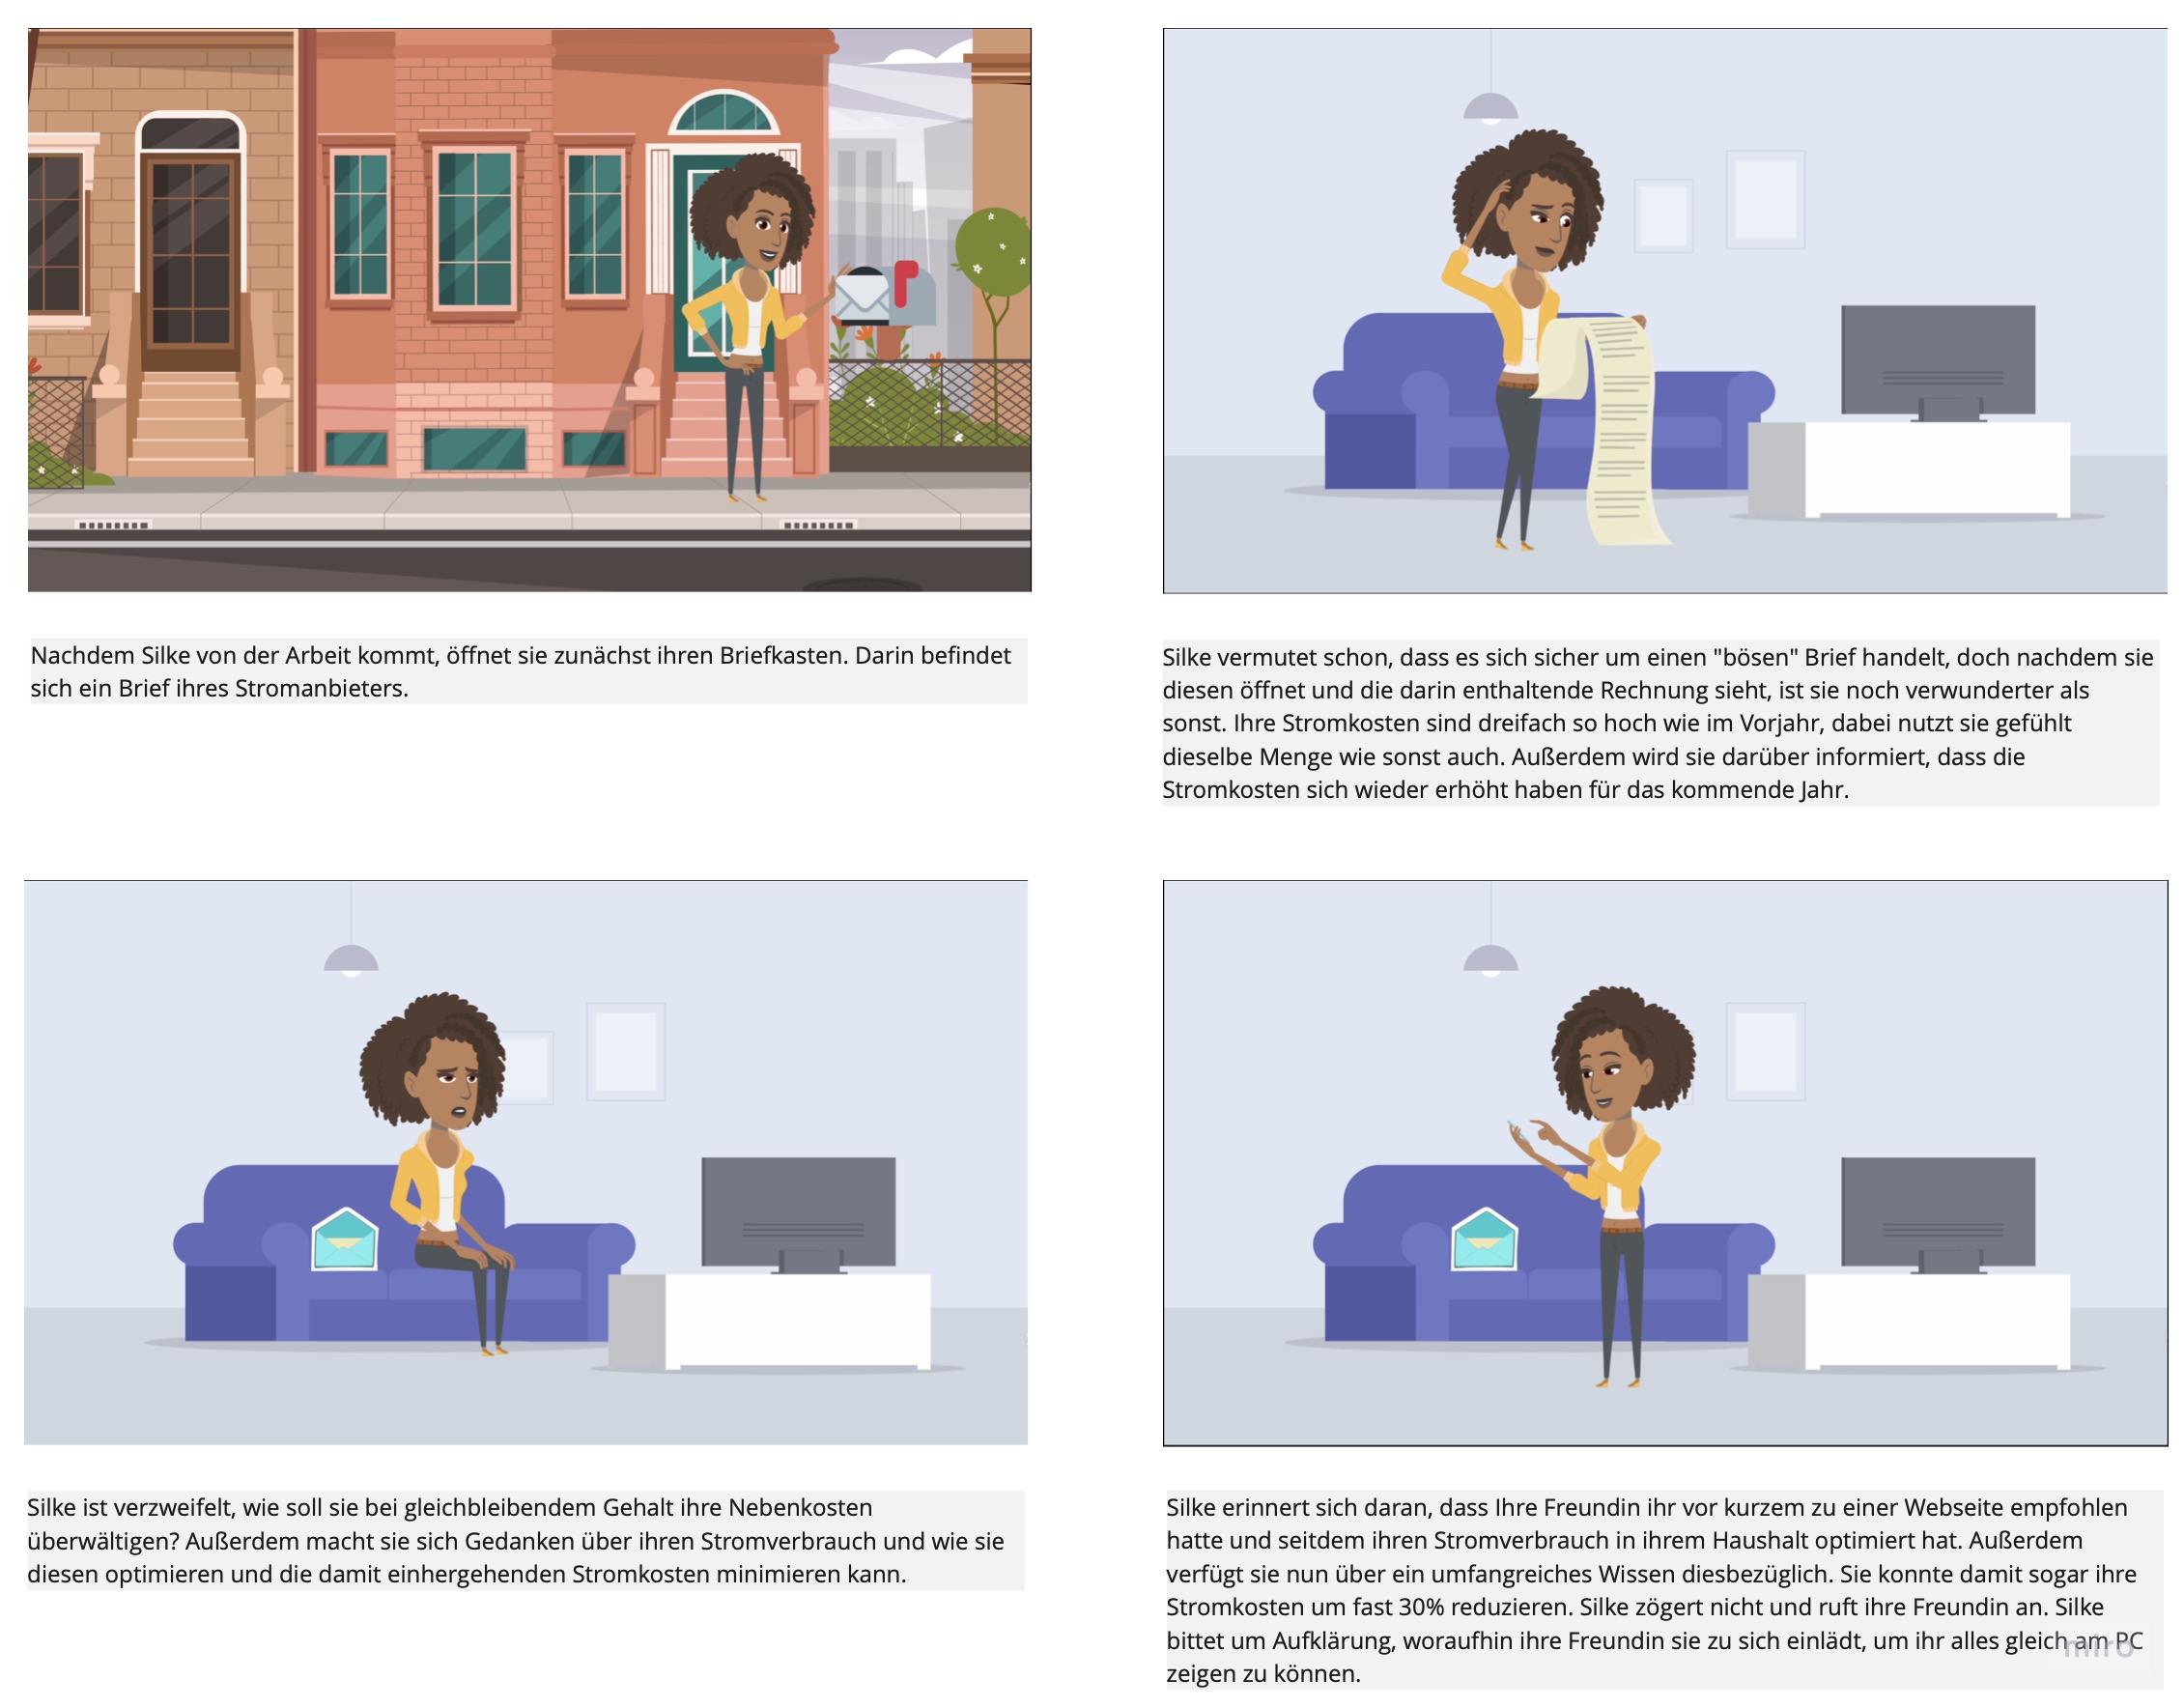 Nachdem Silke von der Arbeit kommt, öffnet sie zunächst ihren Briefkasten. Darin befindet
sich ein Brief ihres Stromanbieters.
Silke vermutet schon, dass es sich sicher um einen "bösen" Brief handelt, doch nachdem sie
diesen öffnet und die darin enthaltende Rechnung sieht, ist sie noch verwunderter als
sonst. Ihre Stromkosten sind dreifach so hoch wie im Vorjahr, dabei nutzt sie gefühlt
dieselbe Menge wie sonst auch. Außerdem wird sie darüber informiert, dass die
Stromkosten sich wieder erhöht haben für das kommende Jahr.
Silke ist verzweifelt, wie soll sie bei gleichbleibendem Gehalt ihre Nebenkosten
überwältigen? Außerdem macht sie sich Gedanken über ihren Stromverbrauch und wie sie
diesen optimieren und die damit einhergehenden Stromkosten minimieren kann.
Silke erinnert sich daran, dass Ihre Freundin ihr vor kurzem zu einer Webseite empfohlen
hatte und seitdem ihren Stromverbrauch in ihrem Haushalt optimiert hat. Außerdem
verfügt sie nun über ein umfangreiches Wissen diesbezüglich. Sie konnte damit sogar ihre
Stromkosten um fast 30% reduzieren. Silke zögert nicht und ruft ihre Freundin an. Silke
bittet um Aufklärung, woraufhin ihre Freundin sie zu sich einlädt, um ihr alles gleich am PC
zeigen zu können.
miro